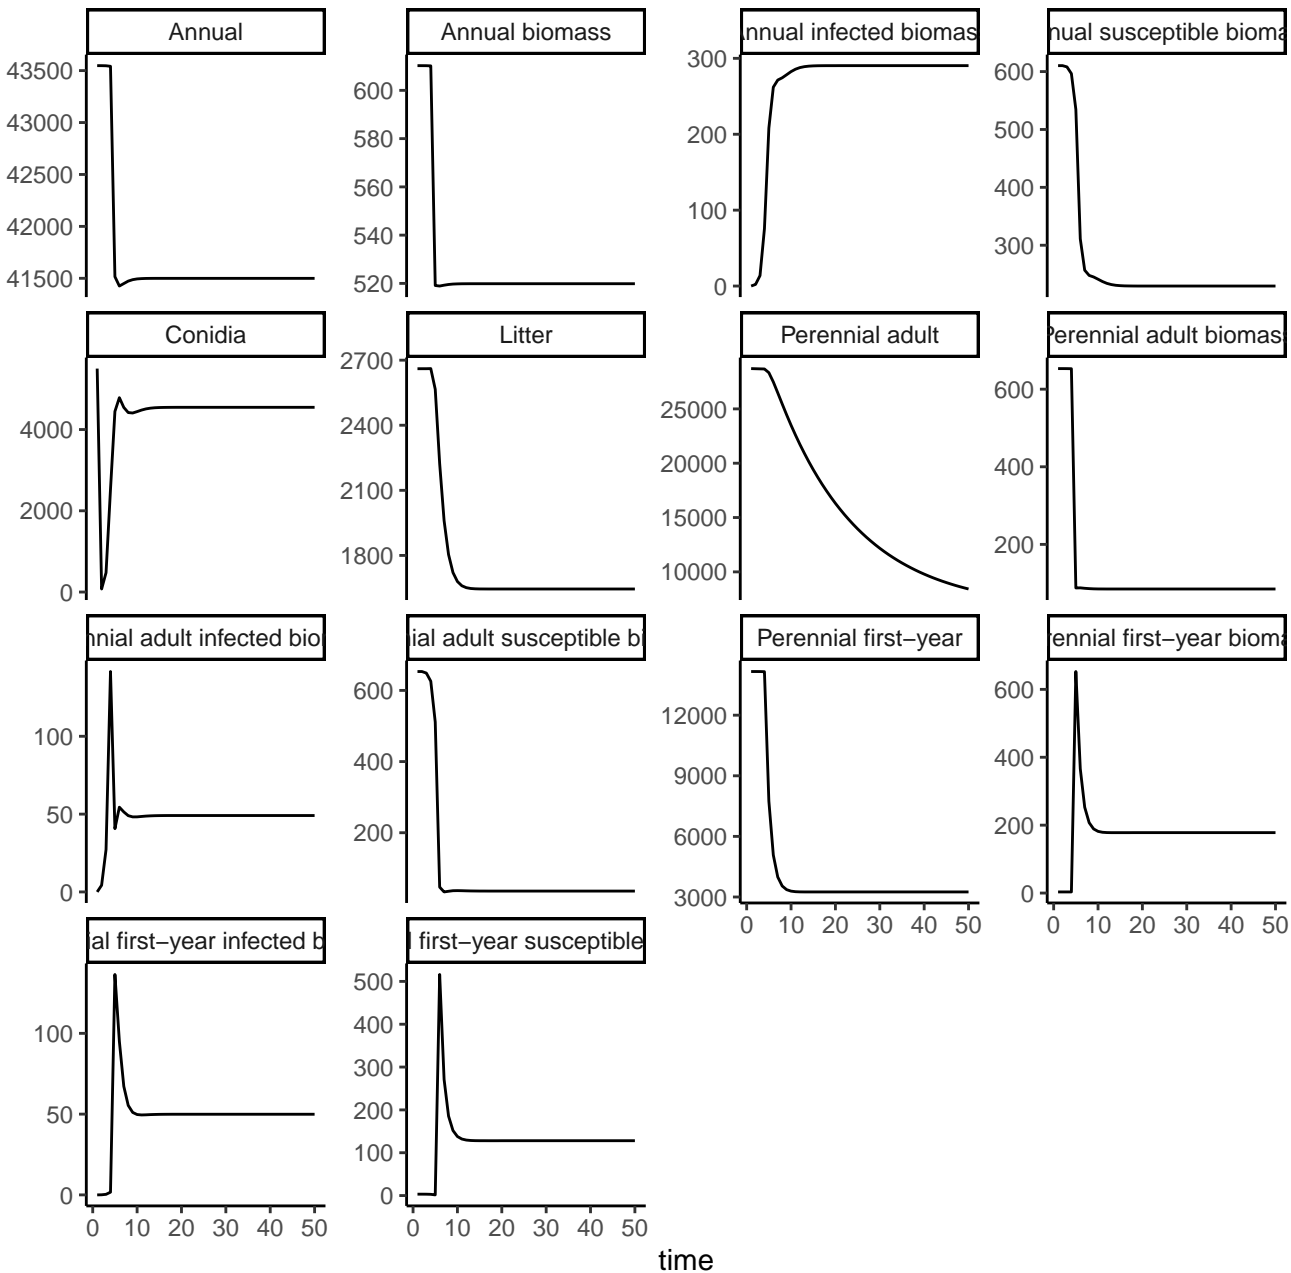 Annual
Annual biomass
nnual infected biomas
nual susceptible bioma
43500
43000
42500
42000
41500
600
580
560
540
520
300
200
100
0
600
500
400
300
Conidia
Litter
Perennial adult
Perennial adult biomass
4000
2000
0
2700
2400
2100
1800
25000
20000
15000
10000
600
400
200
nnial adult infected bio
ial adult susceptible bi
Perennial first−year
rennial first−year bioma
100
50
0
600
400
200
12000
9000
6000
3000
600
400
200
0
0 10 20 30 40 50
0 10 20 30 40 50
ial first−year infected b
first−year susceptible
100
50
0
500
400
300
200
100
0
0 10 20 30 40 50
0 10 20 30 40 50
time